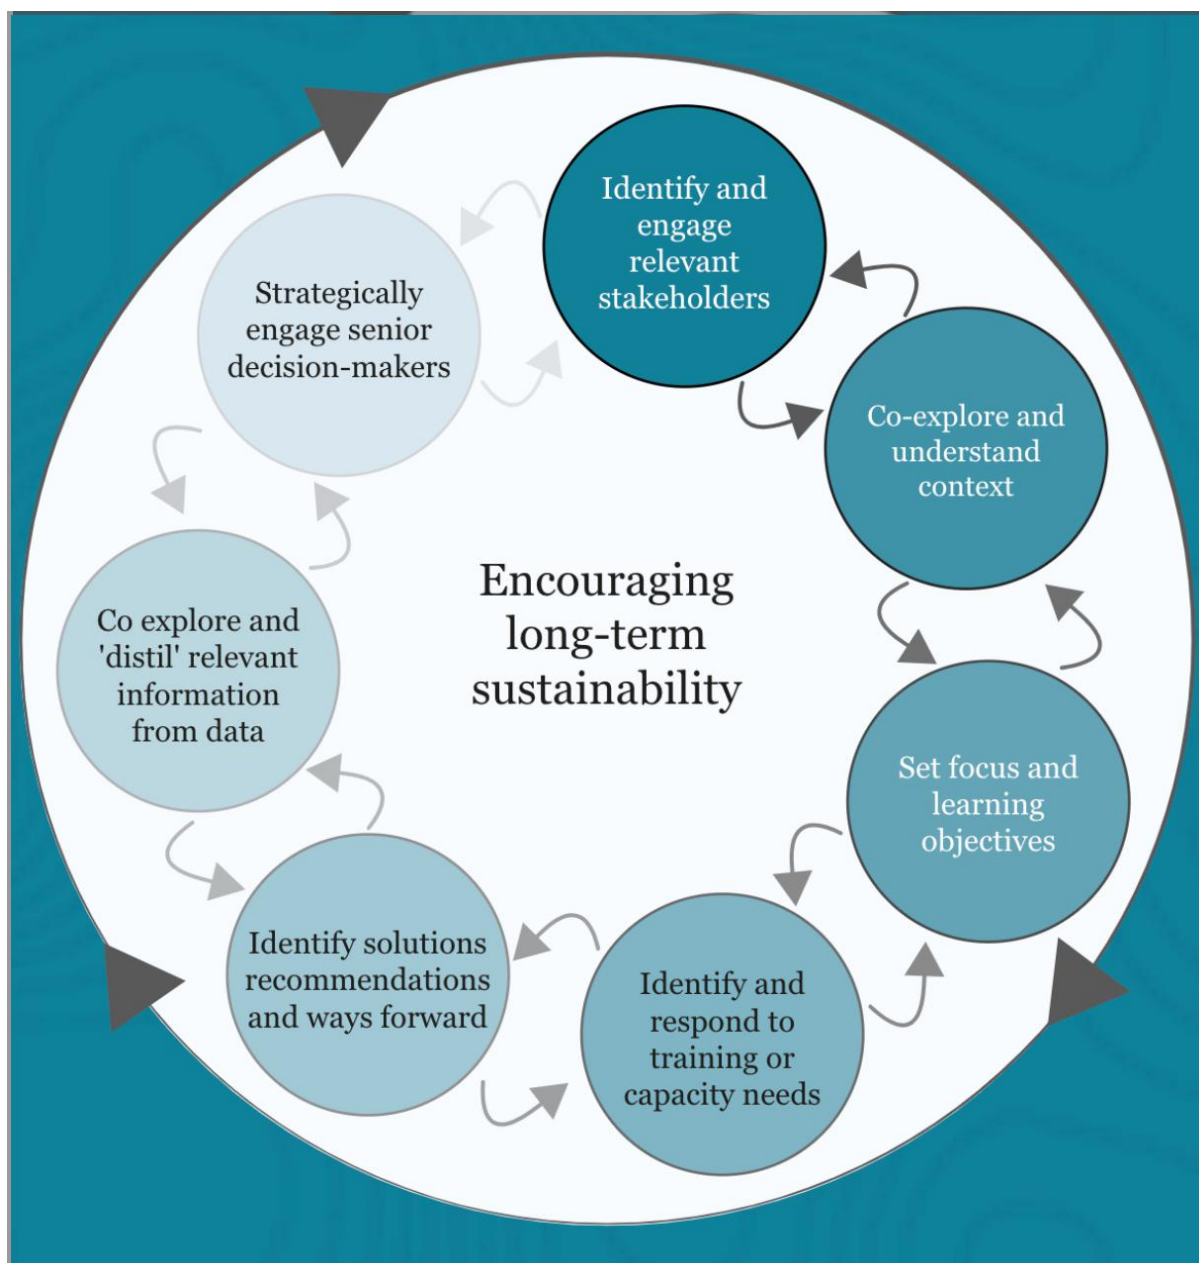 Identify and
engage
relevant
stakeholders
Co-explore and
understand
context
Set focus and
learning
objectives
Identify and
respond to
training or
capacity needs
Identify solutions
recommendations
and ways forward
Co explore and
'distil' relevant
information
from data
Strategically
engage senior
decision-makers
Encouraging
long-term
sustainability